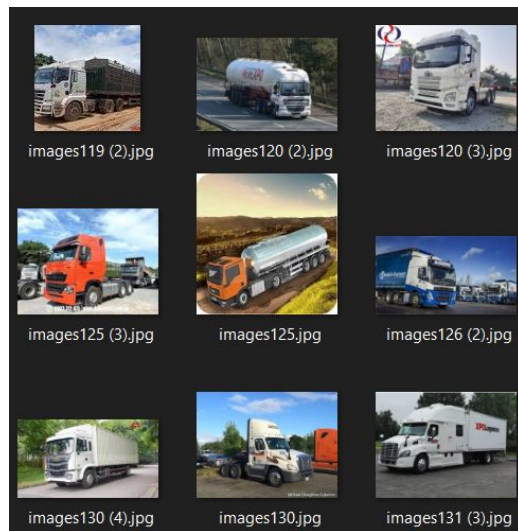 images119 (2).jpg
images120 (2).jpg
images120 (3).jpg
images125 (3).jpg
images125.jpg
images126 (2).jpg
images130 (4).jpg
images130.jpg
images131 (3).jpg